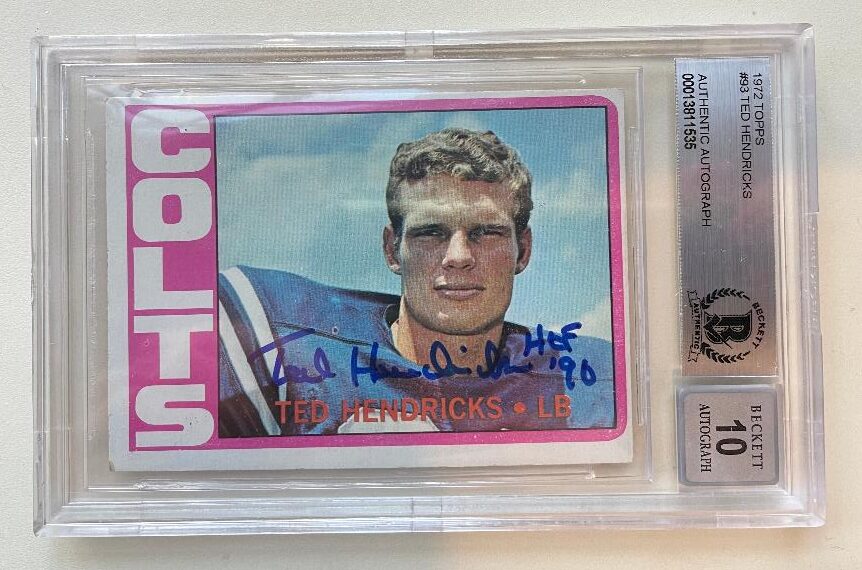 COLTS
Ted Hendricks HOF '90
TED HENDRICKS • LB
1972 TOPPS
#93 TED HENDRICKS
AUTHENTIC AUTOGRAPH
00013811535
BECKETT
B
AUTHENTIC
BECKETT
10
AUTOGRAPH